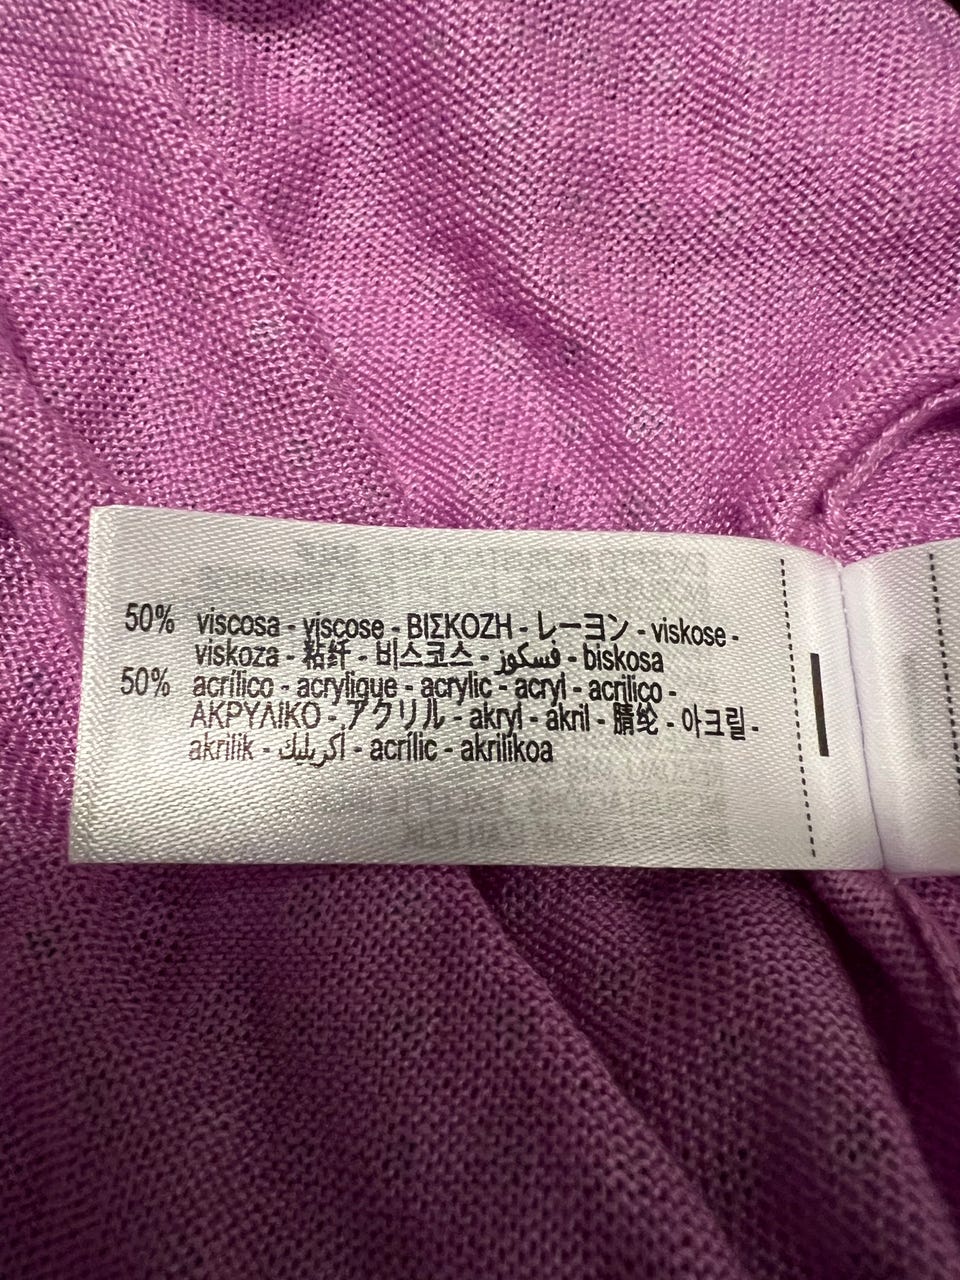 50% viscosa - viscose - ΒΙΣΚΟΖΗ - レーヨン - viskose -
viskoza - 粘纤 - 비스코스 - فسكوز - biskosa
50% acrílico - acrylique - acrylic - acryl - acrilico -
ΑΚΡΥΛΙΚΟ - アクリル - akryl - akril - 腈纶 - 아크릴 -
akrilik - اكريليك - acrílic - akrilikoa